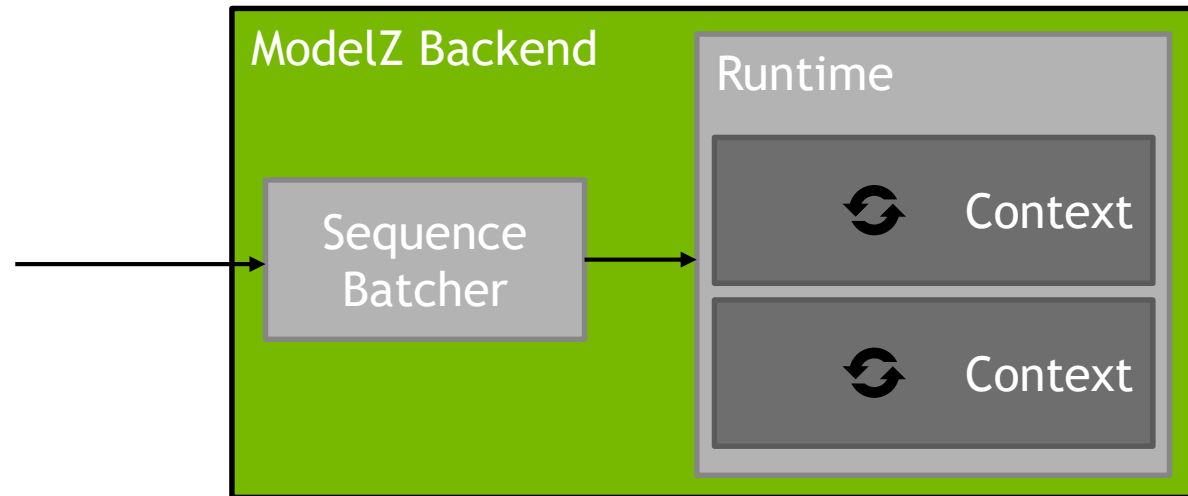 ModelZ Backend
Runtime
Sequence
Batcher
Context
Context